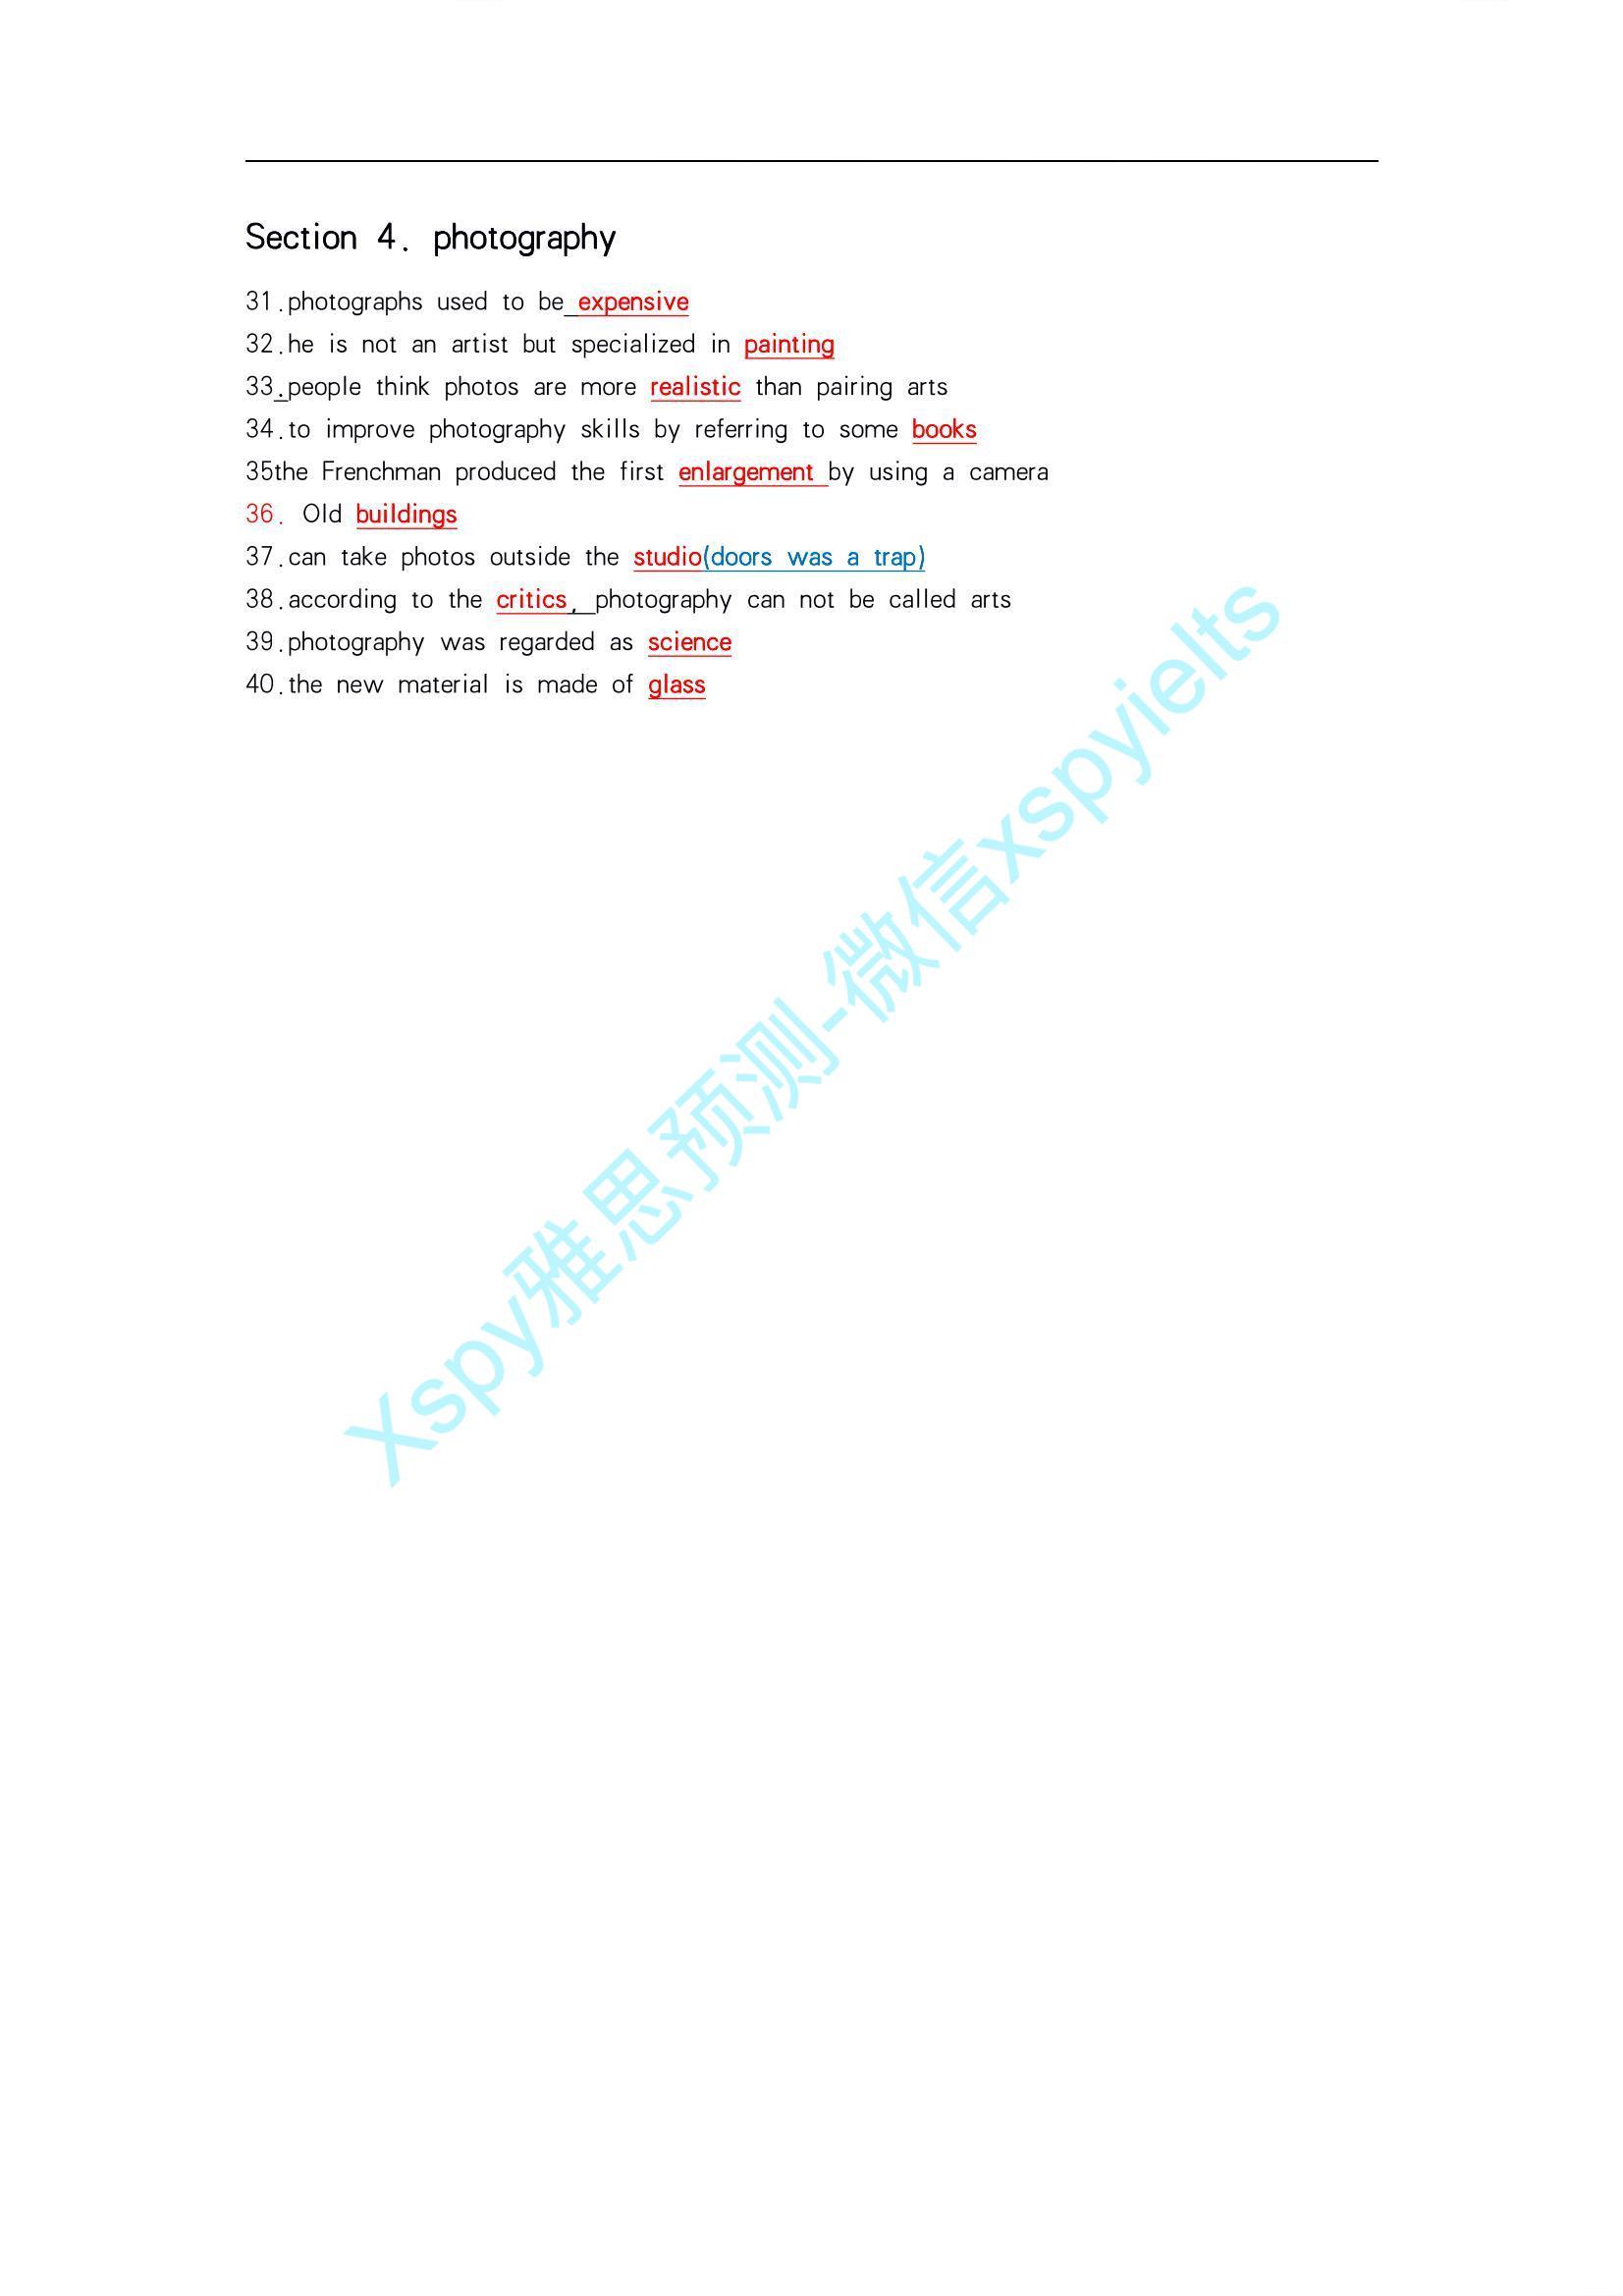 Section 4. photography
31.photographs used to be expensive
32.he is not an artist but specialized in painting
33.people think photos are more realistic than pairing arts
34.to improve photography skills by referring to some books
35the Frenchman produced the first enlargement by using a camera
36. Old buildings
37.can take photos outside the studio(doors was a trap)
38.according to the critics, photography can not be called arts
39.photography was regarded as science
40.the new material is made of glass
Xspy雅思预测-微信xspyielts